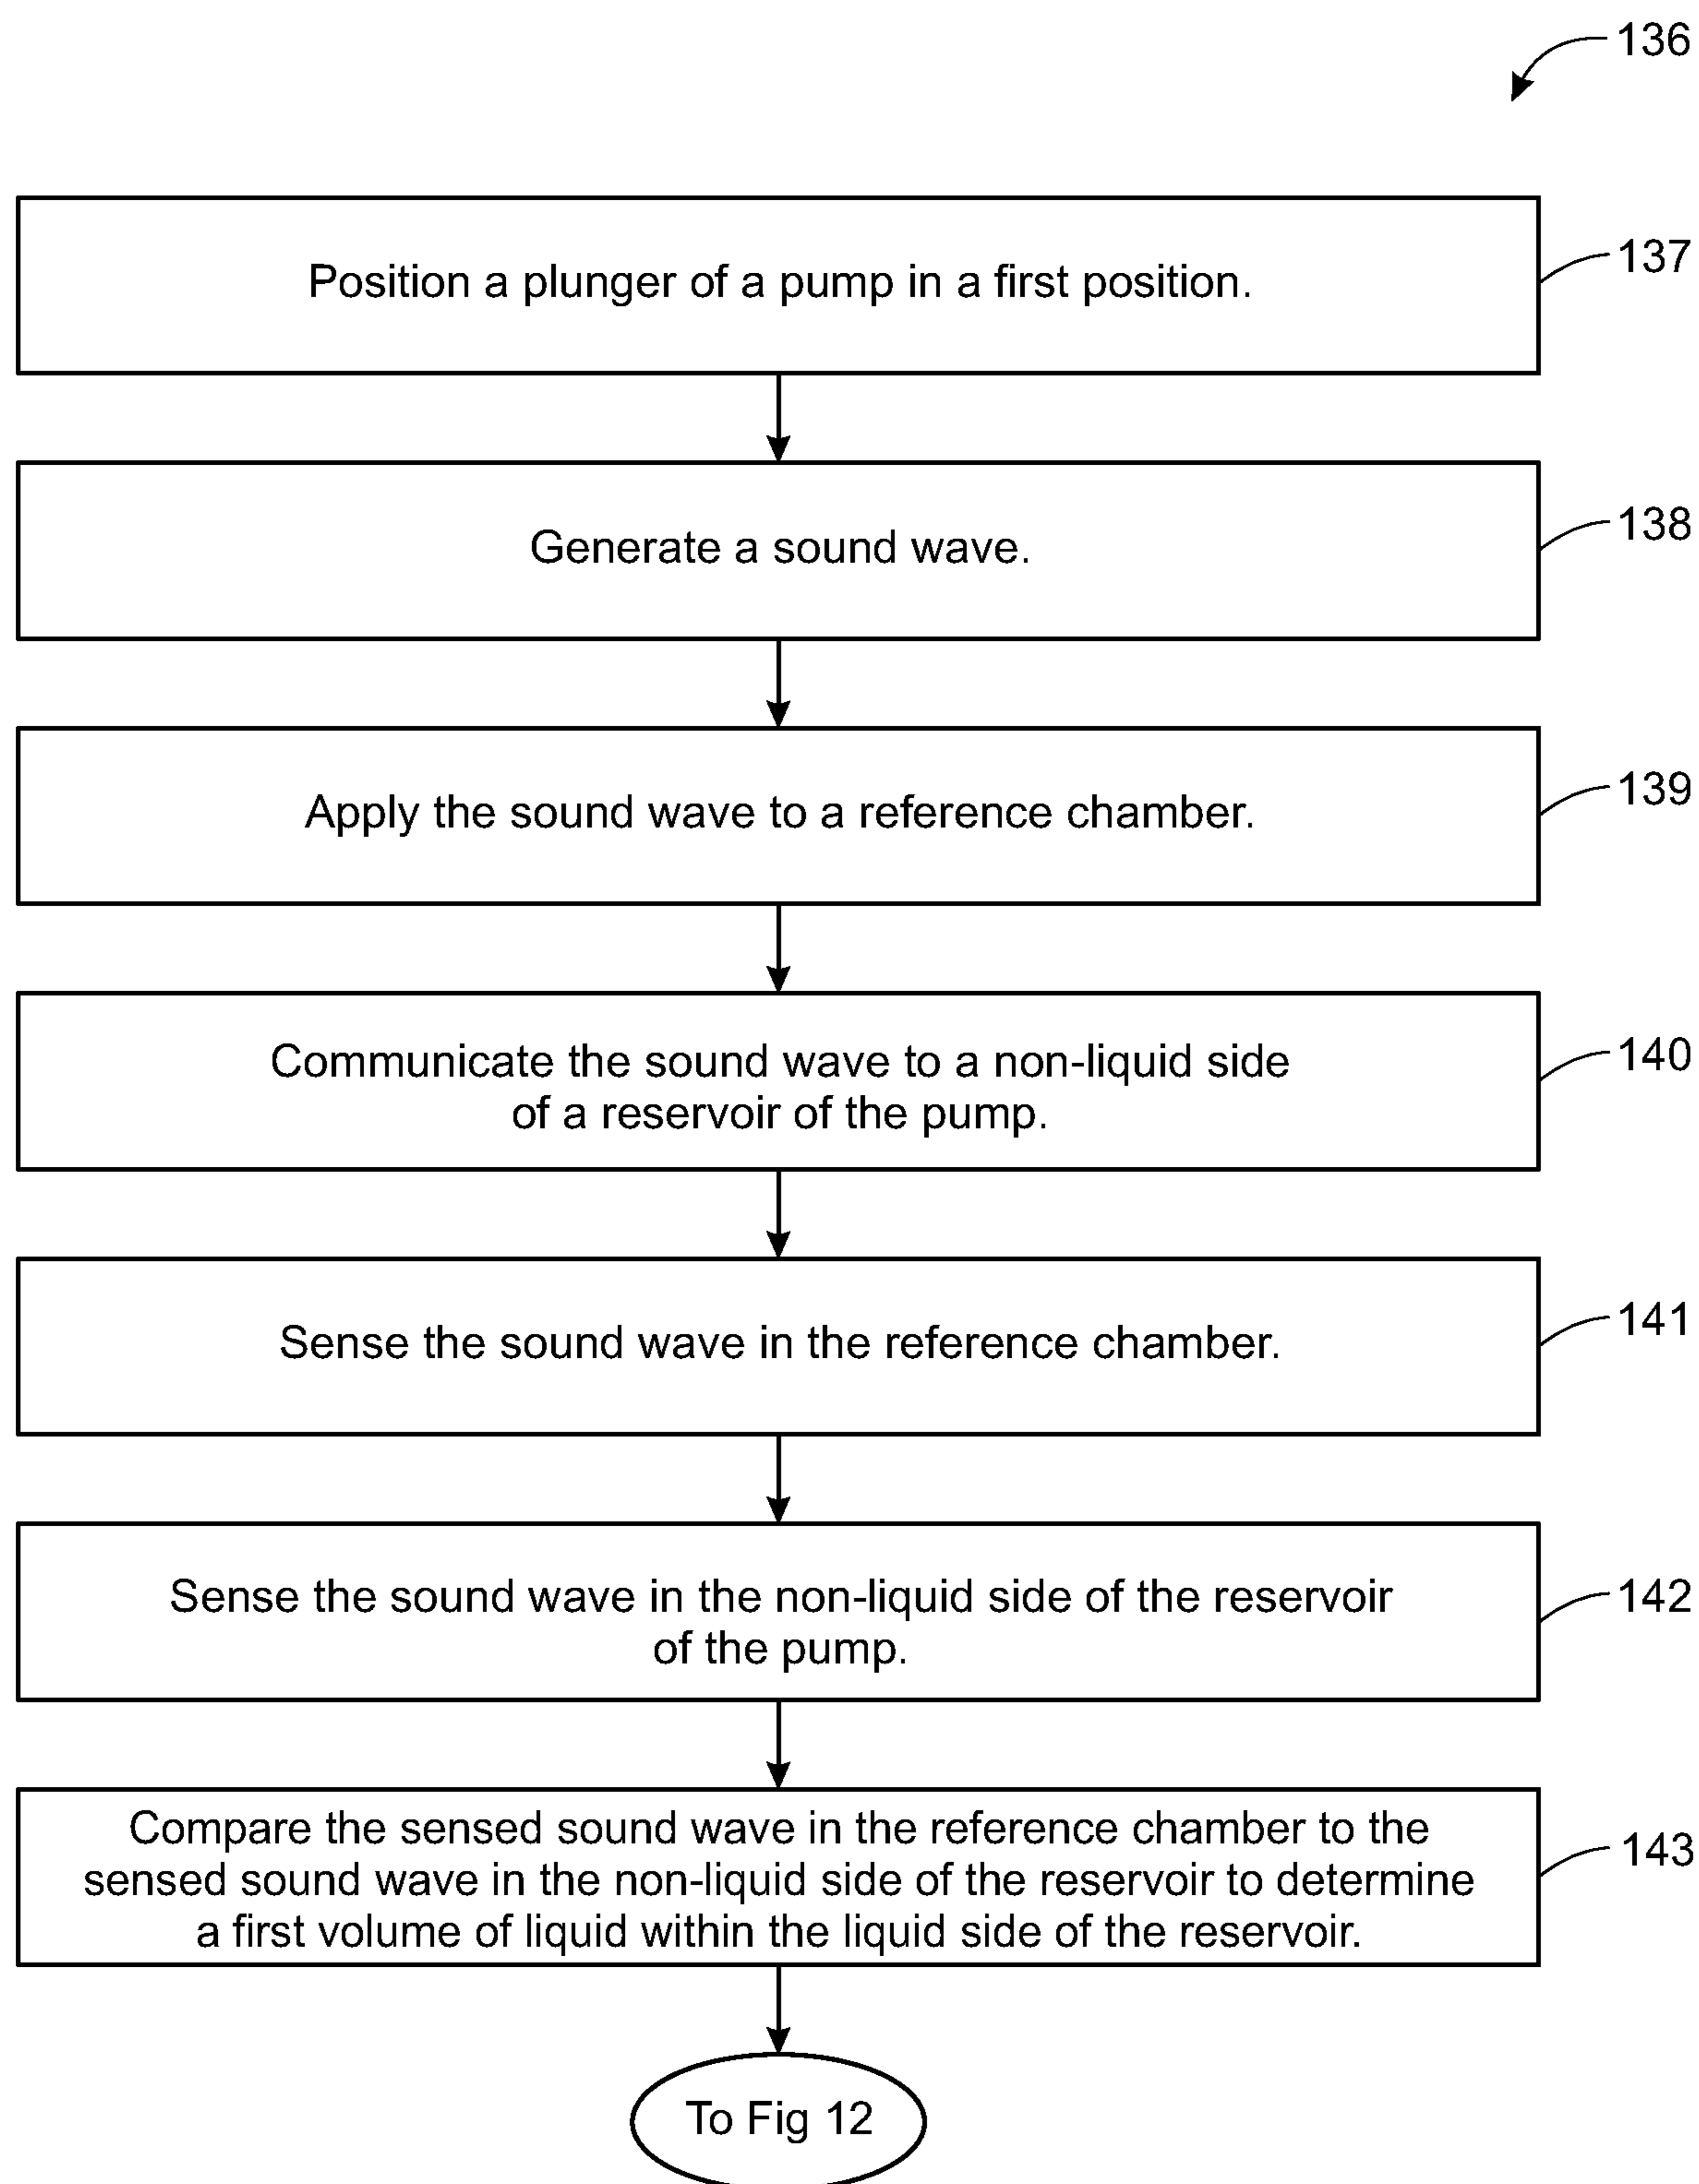 136
Position a plunger of a pump in a first position.
137
Generate a sound wave.
138
Apply the sound wave to a reference chamber.
139
Communicate the sound wave to a non-liquid side
of a reservoir of the pump.
140
Sense the sound wave in the reference chamber.
141
Sense the sound wave in the non-liquid side of the reservoir
of the pump.
142
Compare the sensed sound wave in the reference chamber to the
sensed sound wave in the non-liquid side of the reservoir to determine
a first volume of liquid within the liquid side of the reservoir.
143
To Fig 12